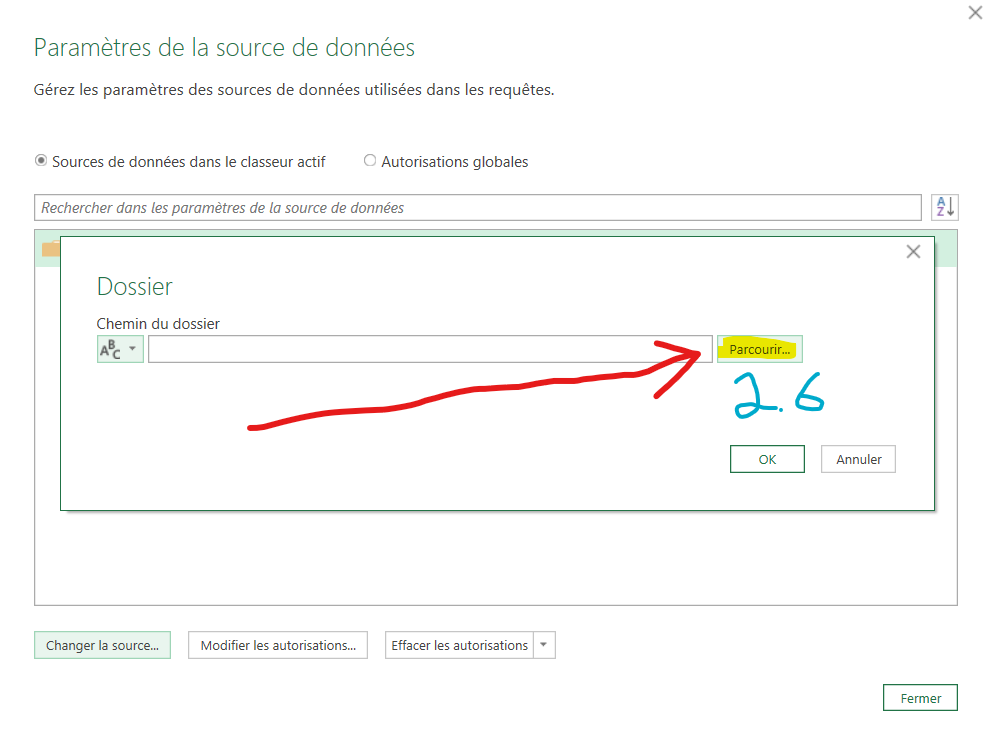 Paramètres de la source de données
Gérez les paramètres des sources de données utilisées dans les requêtes.
Sources de données dans le classeur actif Autorisations globales
Rechercher dans les paramètres de la source de données
AZ
Dossier
Chemin du dossier
ABC Parcourir...
2.6
OK Annuler
Changer la source... Modifier les autorisations... Effacer les autorisations
Fermer